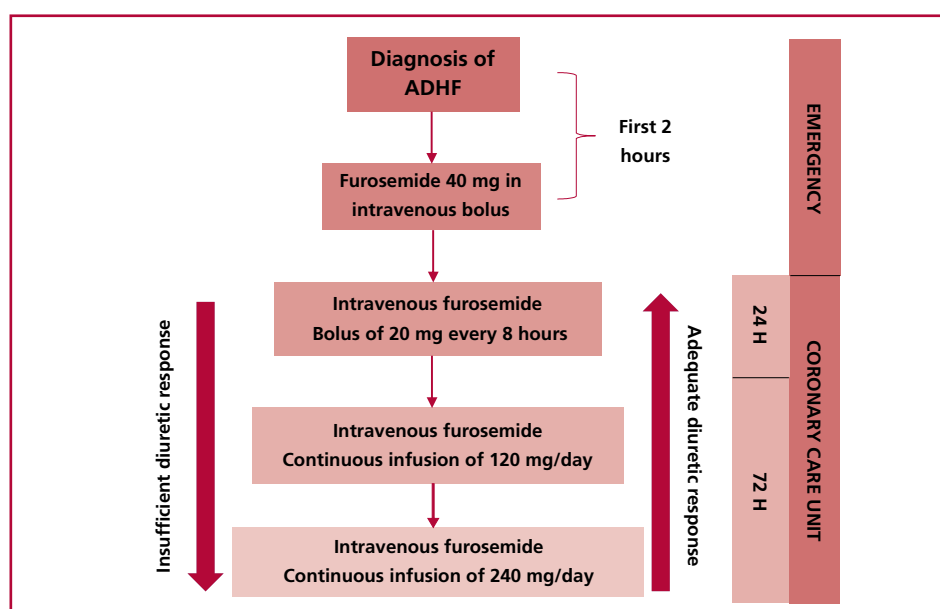 Diagnosis of
ADHF
First 2
hours
Furosemide 40 mg in
intravenous bolus
EMERGENCY
Intravenous furosemide
Bolus of 20 mg every 8 hours
Intravenous furosemide
Continuous infusion of 120 mg/day
Intravenous furosemide
Continuous infusion of 240 mg/day
Insufficient diuretic response
Adequate diuretic response
24 H
72 H
CORONARY CARE UNIT